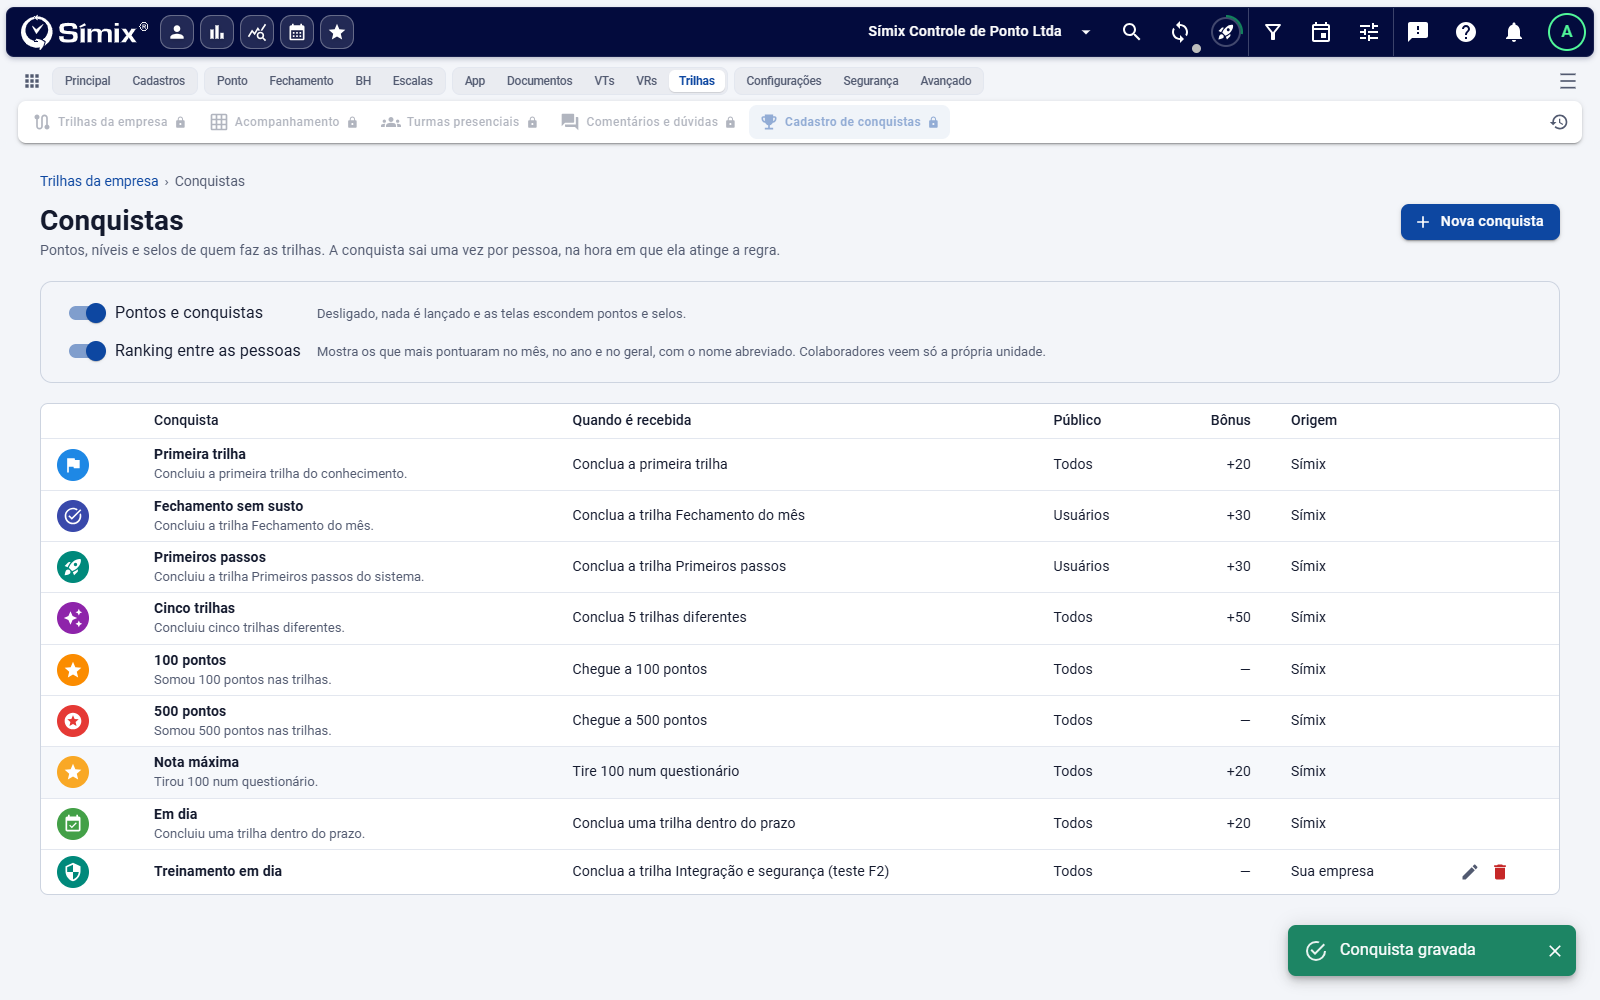 Símix®
Símix Controle de Ponto Ltda
A
Principal Cadastros Ponto Fechamento BH Escalas App Documentos VTs VRs Trilhas Configurações Segurança Avançado
Trilhas da empresa Acompanhamento Turmas presenciais Comentários e dúvidas Cadastro de conquistas
Trilhas da empresa › Conquistas
Conquistas
+ Nova conquista
Pontos, níveis e selos de quem faz as trilhas. A conquista sai uma vez por pessoa, na hora em que ela atinge a regra.
Pontos e conquistas Desligado, nada é lançado e as telas escondem pontos e selos.
Ranking entre as pessoas Mostra os que mais pontuaram no mês, no ano e no geral, com o nome abreviado. Colaboradores veem só a própria unidade.
Conquista Quando é recebida Público Bônus Origem
Primeira trilha
Concluiu a primeira trilha do conhecimento.
Conclua a primeira trilha Todos +20 Símix
Fechamento sem susto
Concluiu a trilha Fechamento do mês.
Conclua a trilha Fechamento do mês Usuários +30 Símix
Primeiros passos
Concluiu a trilha Primeiros passos do sistema.
Conclua a trilha Primeiros passos Usuários +30 Símix
Cinco trilhas
Concluiu cinco trilhas diferentes.
Conclua 5 trilhas diferentes Todos +50 Símix
100 pontos
Somou 100 pontos nas trilhas.
Chegue a 100 pontos Todos — Símix
500 pontos
Somou 500 pontos nas trilhas.
Chegue a 500 pontos Todos — Símix
Nota máxima
Tirou 100 num questionário.
Tire 100 num questionário Todos +20 Símix
Em dia
Concluiu uma trilha dentro do prazo.
Conclua uma trilha dentro do prazo Todos +20 Símix
Treinamento em dia Conclua a trilha Integração e segurança (teste F2) Todos — Sua empresa
Conquista gravada